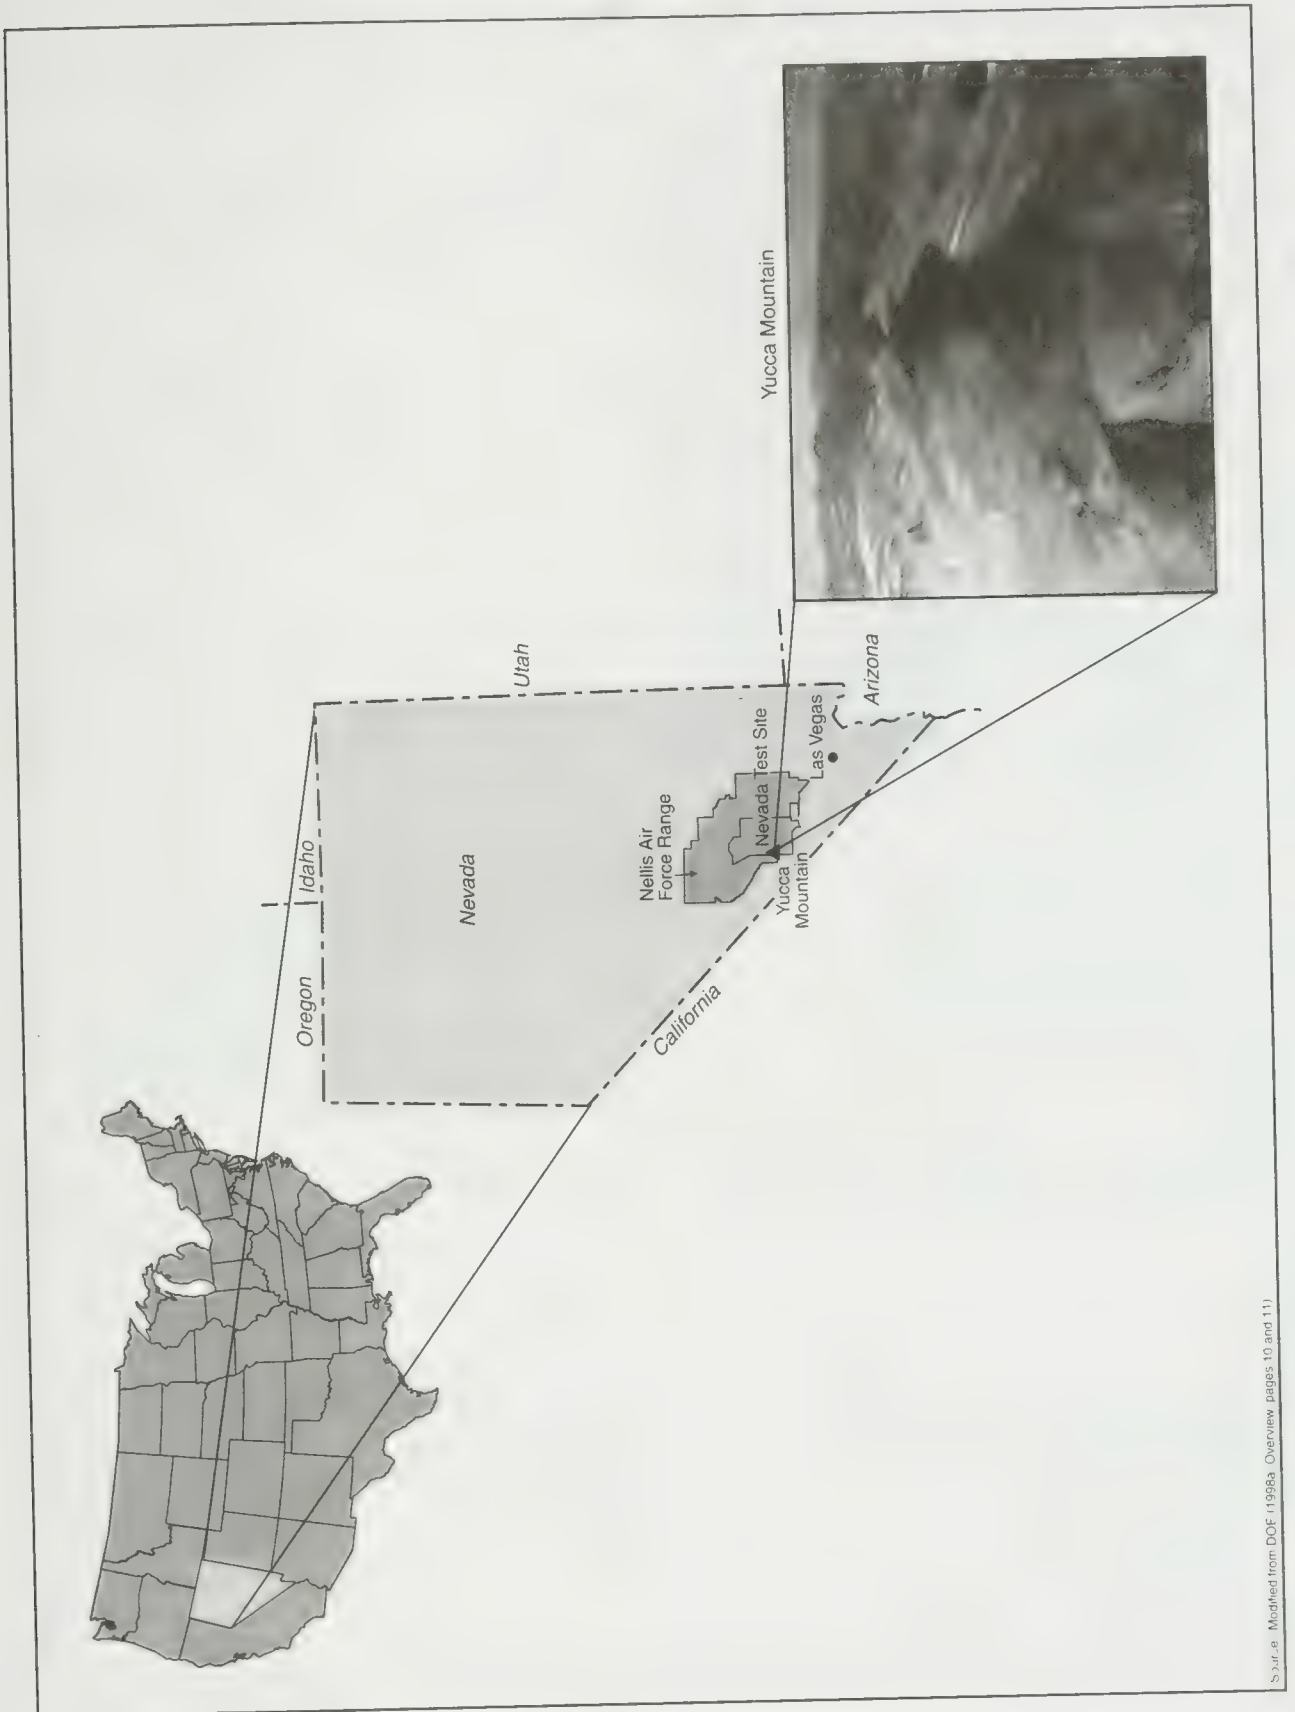 Yucca Mountain
Oregon
Idaho
Utah
Nevada
Nellis Air
Force Range
Nevada Test Site
Yucca
Mountain
Las Vegas
California
Arizona
Source Modified from DOE (1998a Overview pages 10 and 11)